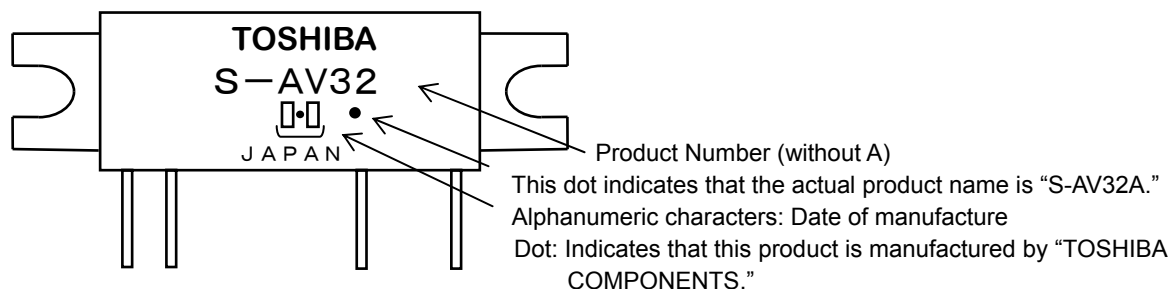 TOSHIBA
S－AV32
▯•▯ •
JAPAN
Product Number (without A)
This dot indicates that the actual product name is “S-AV32A.”
Alphanumeric characters: Date of manufacture
Dot: Indicates that this product is manufactured by “TOSHIBA
COMPONENTS.”